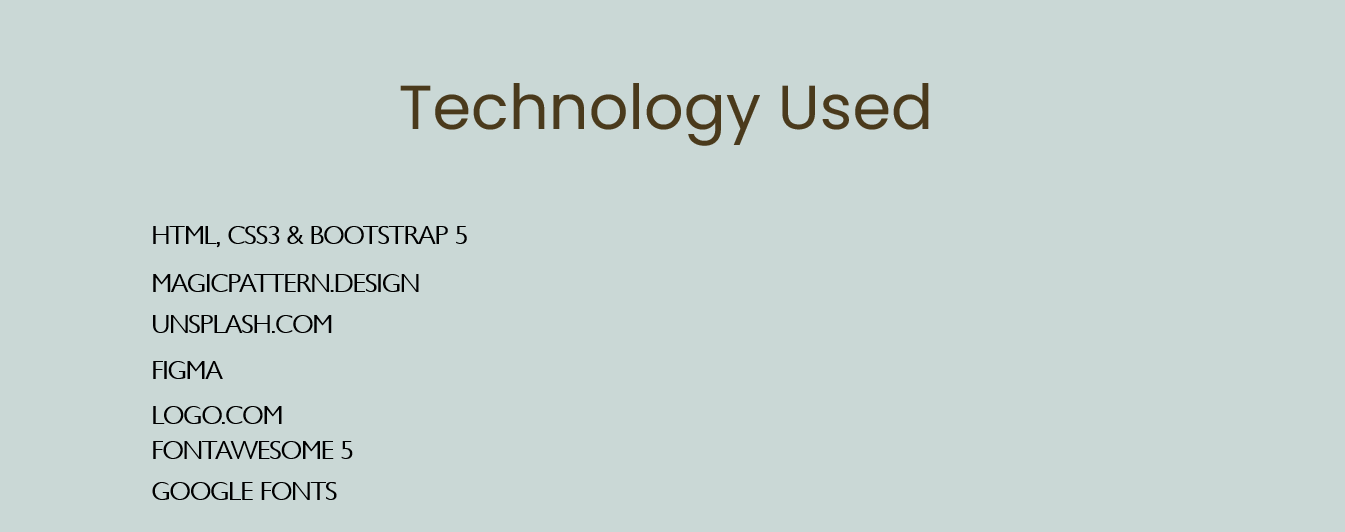 Technology Used
HTML, CSS3 & BOOTSTRAP 5
MAGICPATTERN.DESIGN
UNSPLASH.COM
FIGMA
LOGO.COM
FONTAWESOME 5
GOOGLE FONTS